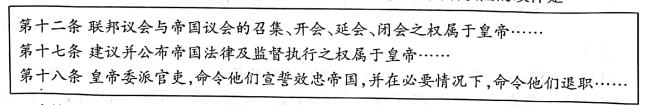 第十二条 联邦议会与帝国议会的召集、开会、延会、闭会之权属于皇帝……
第十七条 建议并公布帝国法律及监督执行之权属于皇帝……
第十八条 皇帝委派官吏,命令他们宣誓效忠帝国,并在必要情况下,命令他们退职……